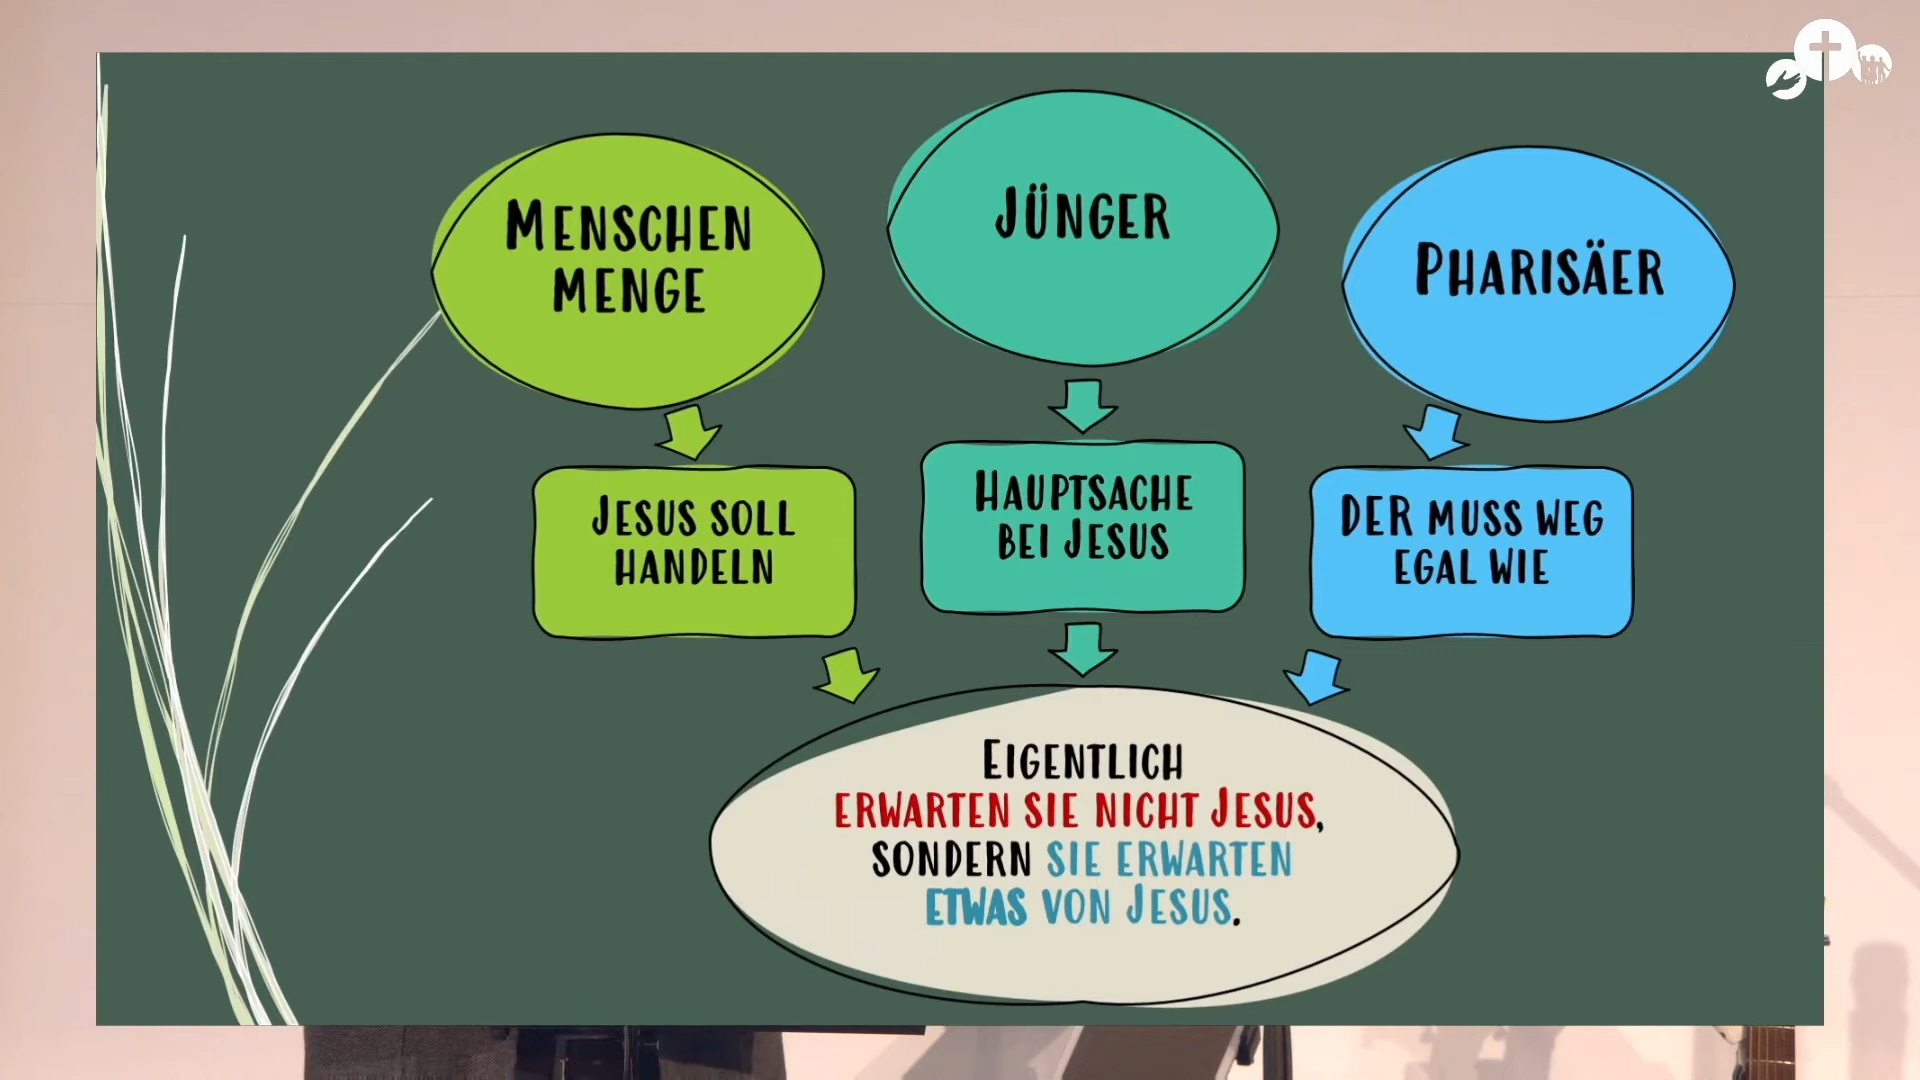 Menschen
menge
Jünger
Pharisäer
Jesus soll
handeln
Hauptsache
bei Jesus
Der muss weg
egal wie
Eigentlich
erwarten sie nicht Jesus,
sondern sie erwarten
etwas von Jesus.